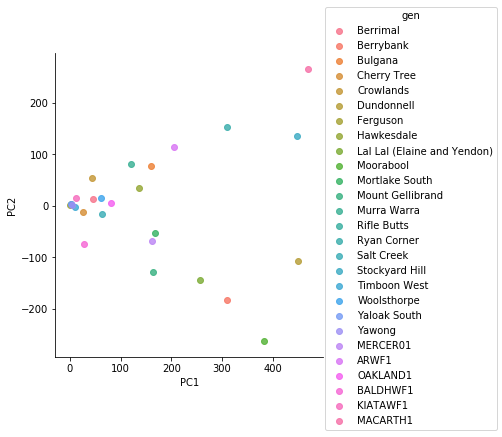 gen
Berrimal
Berrybank
Bulgana
Cherry Tree
Crowlands
Dundonnell
Ferguson
Hawkesdale
Lal Lal (Elaine and Yendon)
Moorabool
Mortlake South
Mount Gellibrand
Murra Warra
Rifle Butts
Ryan Corner
Salt Creek
Stockyard Hill
Timboon West
Woolsthorpe
Yaloak South
Yawong
MERCER01
ARWF1
OAKLAND1
BALDHWF1
KIATAWF1
MACARTH1
PC2
200
100
0
−100
−200
0 100 200 300 400
PC1